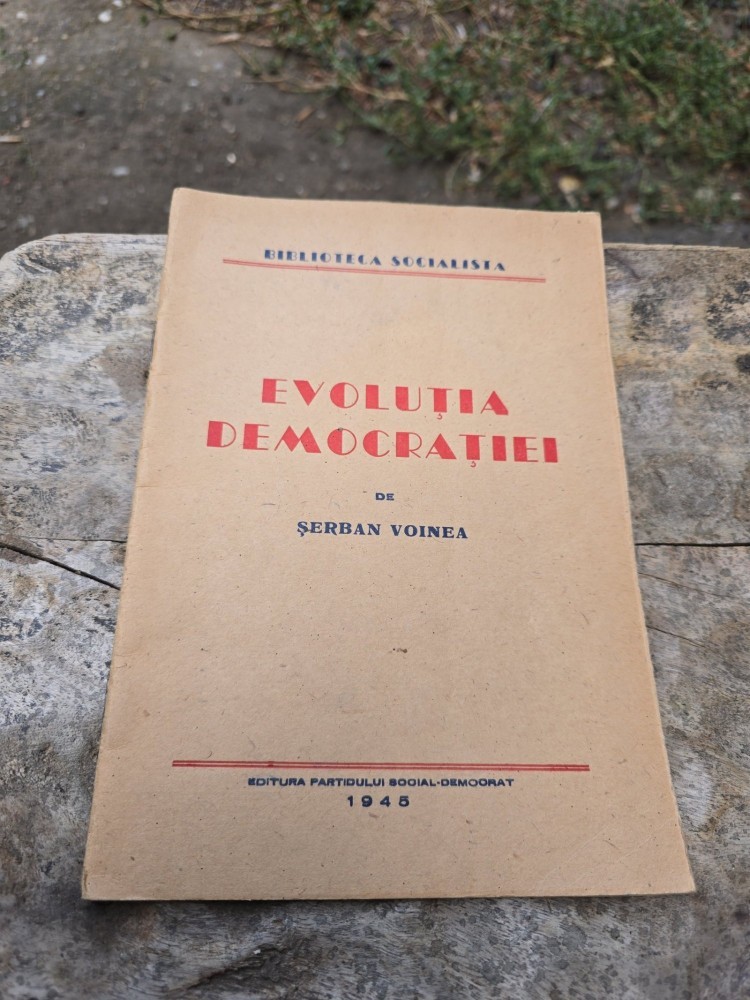 BIBLIOTECA SOCIALISTA
EVOLUȚIA
DEMOCRAȚIEI
DE
ȘERBAN VOINEA
EDITURA PARTIDULUI SOCIAL-DEMOCRAT
1945